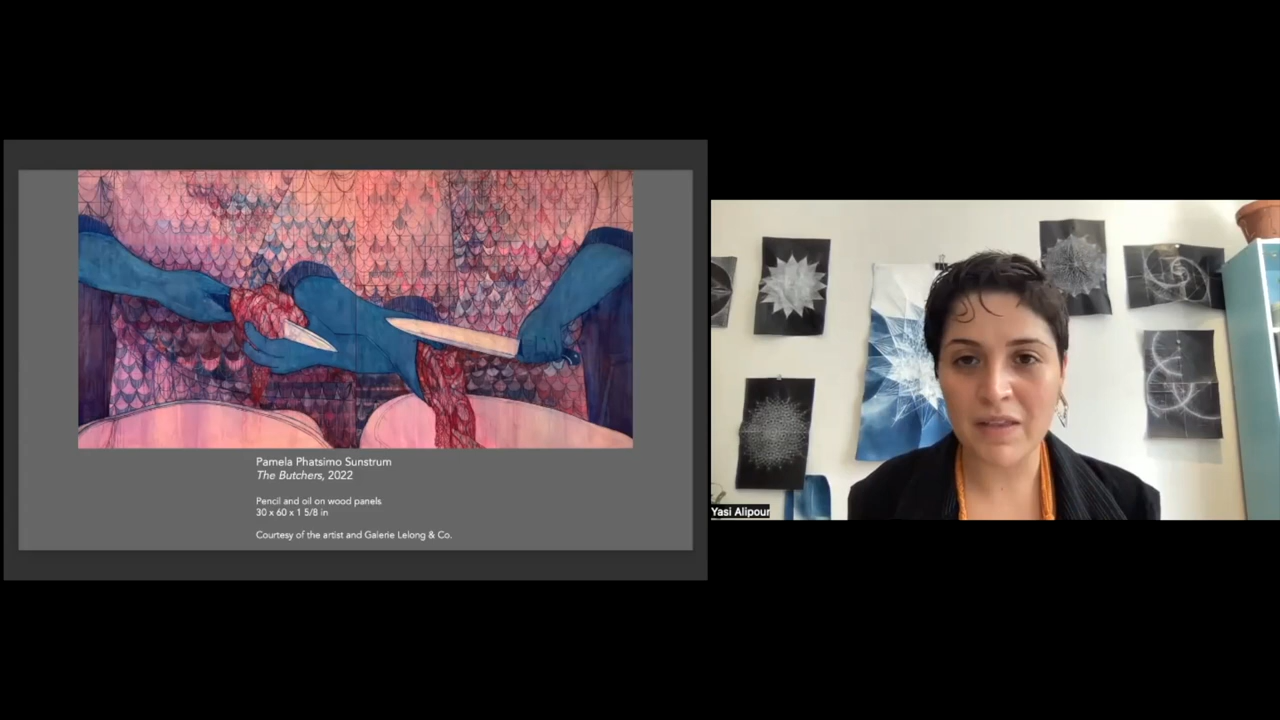 Pamela Phatsimo Sunstrum
The Butchers, 2022
Pencil and oil on wood panels
30 x 60 x 1 5/8 in
Courtesy of the artist and Galerie Lelong & Co.
Yasi Alipour